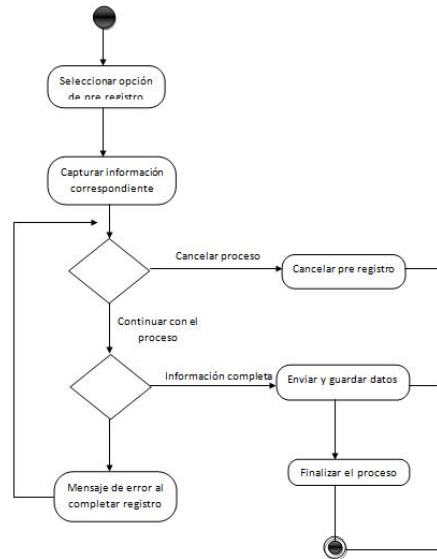 Seleccionar opción
de pre registro
Capturar información
correspondiente
Cancelar proceso
Cancelar pre registro
Continuar con el
proceso
Información completa
Enviar y guardar datos
Finalizar el proceso
Mensaje de error al
completar registro